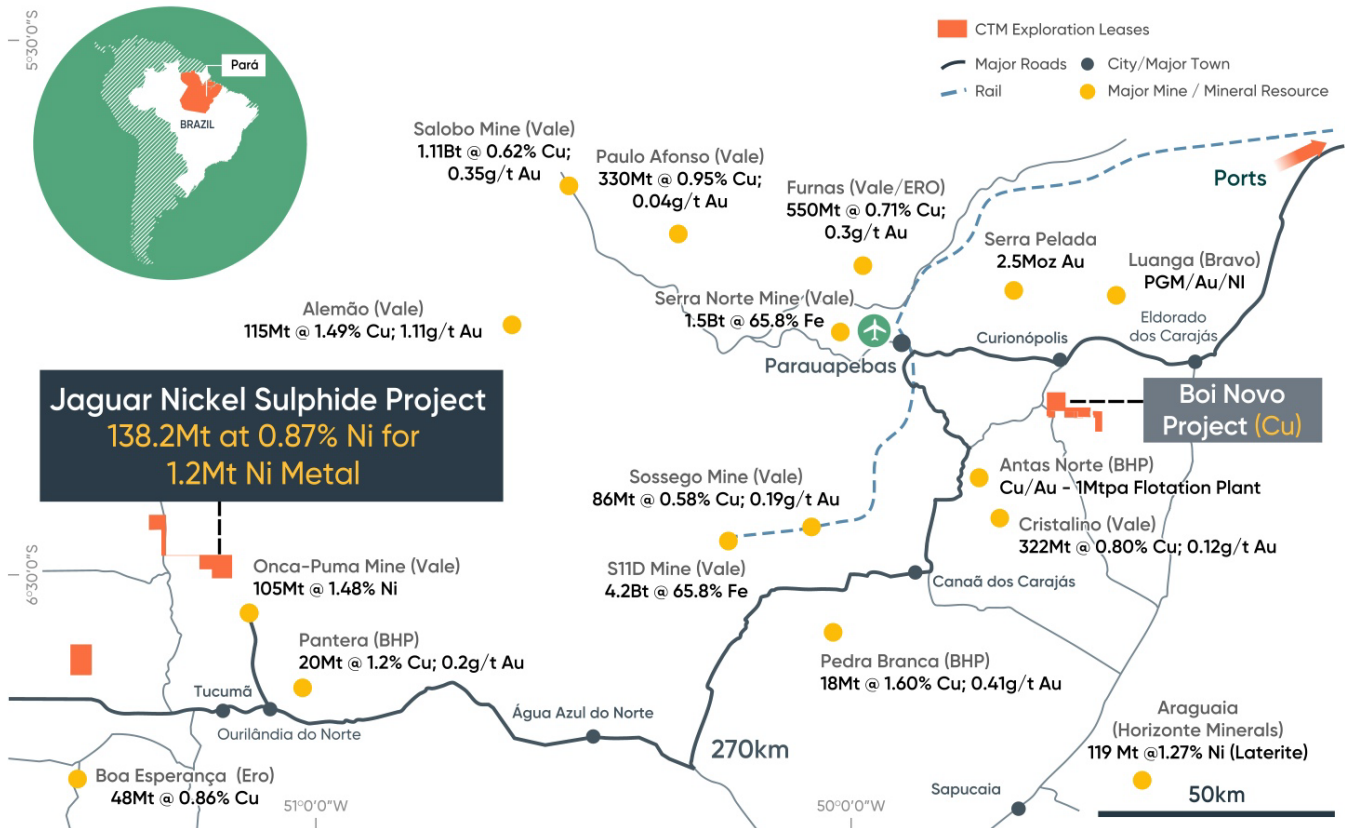 5°30'0"S
Pará
BRAZIL
CTM Exploration Leases
Major Roads
City/Major Town
Rail
Major Mine / Mineral Resource
Salobo Mine (Vale)
1.11Bt @ 0.62% Cu;
0.35g/t Au
Paulo Afonso (Vale)
330Mt @ 0.95% Cu;
0.04g/t Au
Furnas (Vale/ERO)
550Mt @ 0.71% Cu;
0.3g/t Au
Ports
Serra Pelada
2.5Moz Au
Luanga (Bravo)
PGM/Au/NI
Alemão (Vale)
115Mt @ 1.49% Cu; 1.11g/t Au
Serra Norte Mine (Vale)
1.5Bt @ 65.8% Fe
Parauapebas
Curionópolis
Eldorado
dos Carajás
Jaguar Nickel Sulphide Project
138.2Mt at 0.87% Ni for
1.2Mt Ni Metal
Boi Novo
Project (Cu)
Sossego Mine (Vale)
86Mt @ 0.58% Cu; 0.19g/t Au
Antas Norte (BHP)
Cu/Au - 1Mtpa Flotation Plant
Cristalino (Vale)
322Mt @ 0.80% Cu; 0.12g/t Au
6°30'0"S
Onca-Puma Mine (Vale)
105Mt @ 1.48% Ni
S11D Mine (Vale)
4.2Bt @ 65.8% Fe
Canaã dos Carajás
Pantera (BHP)
20Mt @ 1.2% Cu; 0.2g/t Au
Pedra Branca (BHP)
18Mt @ 1.60% Cu; 0.41g/t Au
Tucumã
Ourilândia do Norte
Água Azul do Norte
270km
Araguaia
(Horizonte Minerals)
119 Mt @1.27% Ni (Laterite)
Boa Esperança (Ero)
48Mt @ 0.86% Cu
51°0'0"W
50°0'0"W
Sapucaia
50km